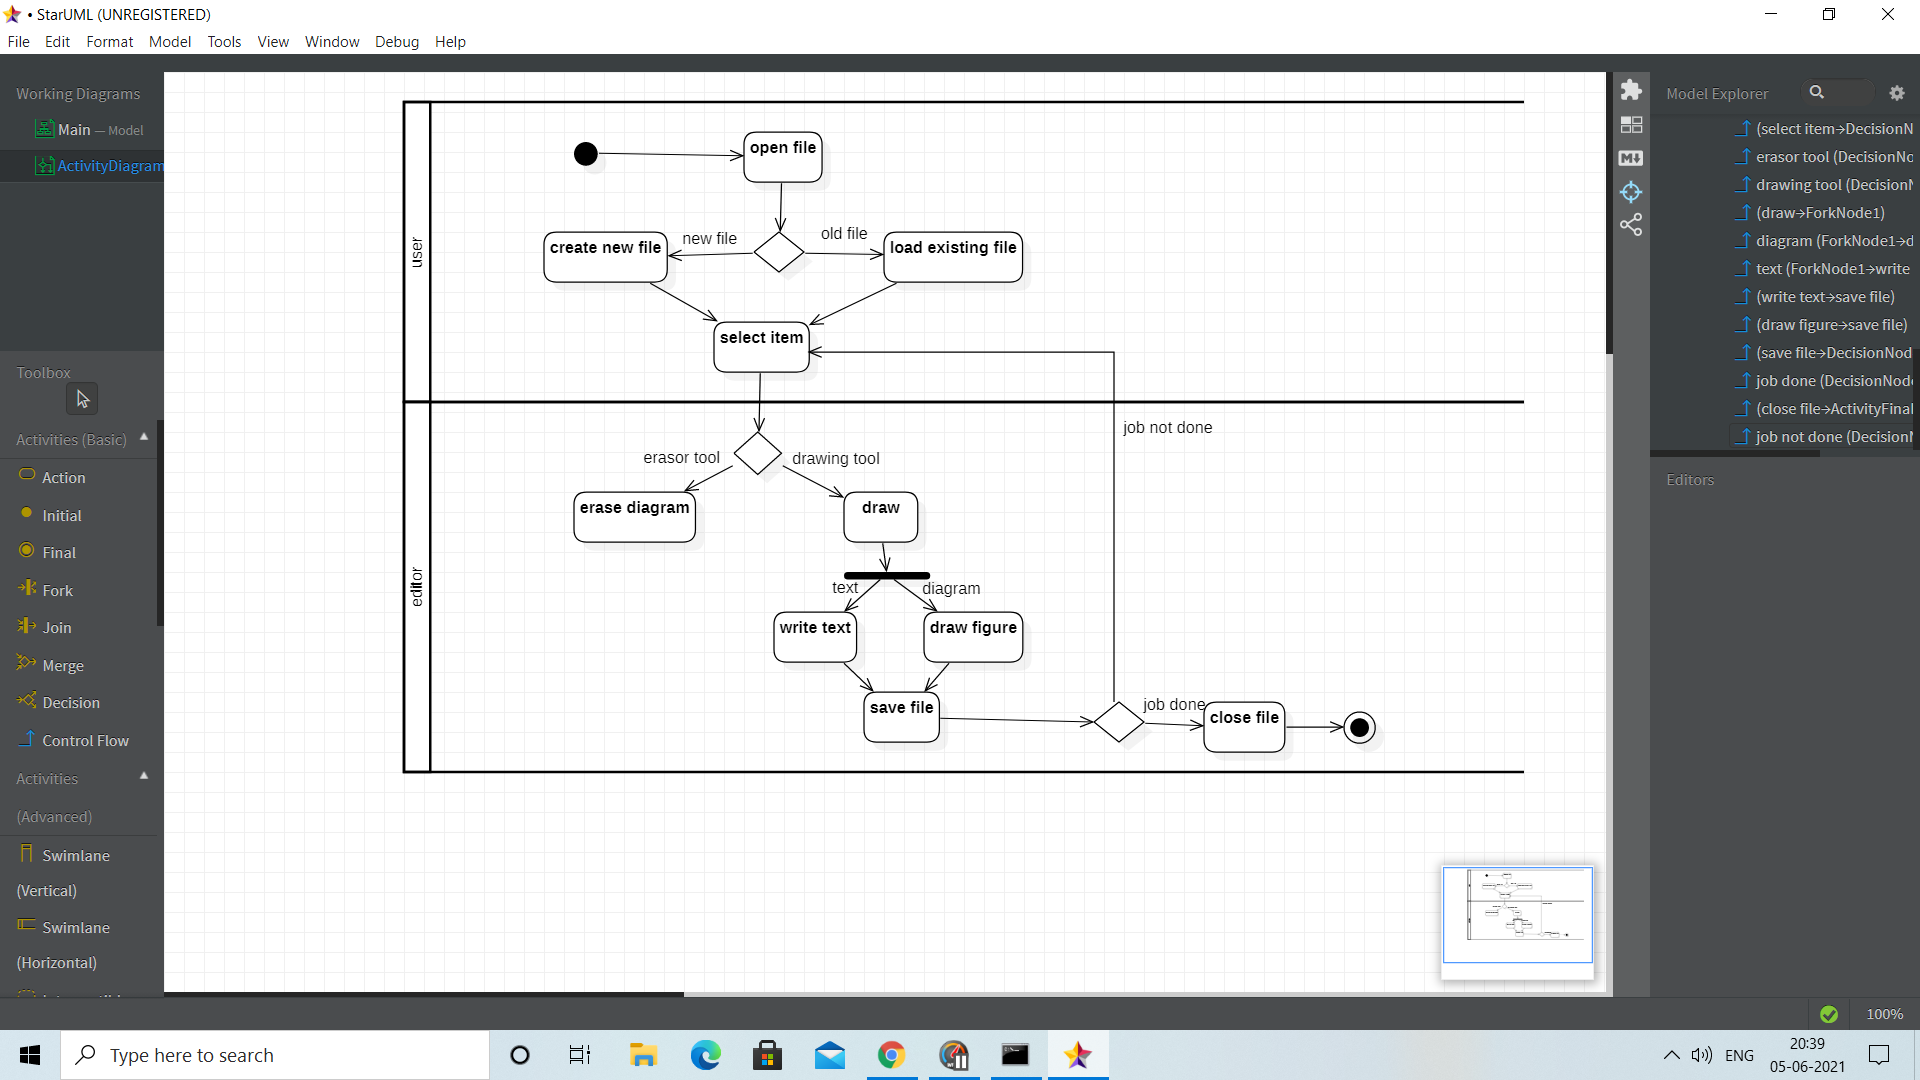 • StarUML (UNREGISTERED)
File Edit Format Model Tools View Window Debug Help
Working Diagrams
Main — Model
ActivityDiagram
Toolbox
Activities (Basic)
Action
Initial
Final
Fork
Join
Merge
Decision
Control Flow
Activities
(Advanced)
Swimlane
(Vertical)
Swimlane
(Horizontal)
user
open file
create new file
new file
old file
load existing file
select item
editor
job not done
erasor tool
drawing tool
erase diagram
draw
text
diagram
write text
draw figure
save file
job done
close file
Model Explorer
(select item→DecisionN
erasor tool (DecisionNo
drawing tool (DecisionN
(draw→ForkNode1)
diagram (ForkNode1→d
text (ForkNode1→write
(write text→save file)
(draw figure→save file)
(save file→DecisionNod
job done (DecisionNode
(close file→ActivityFinal
job not done (DecisionN
Editors
100%
Type here to search
ENG
20:39
05-06-2021